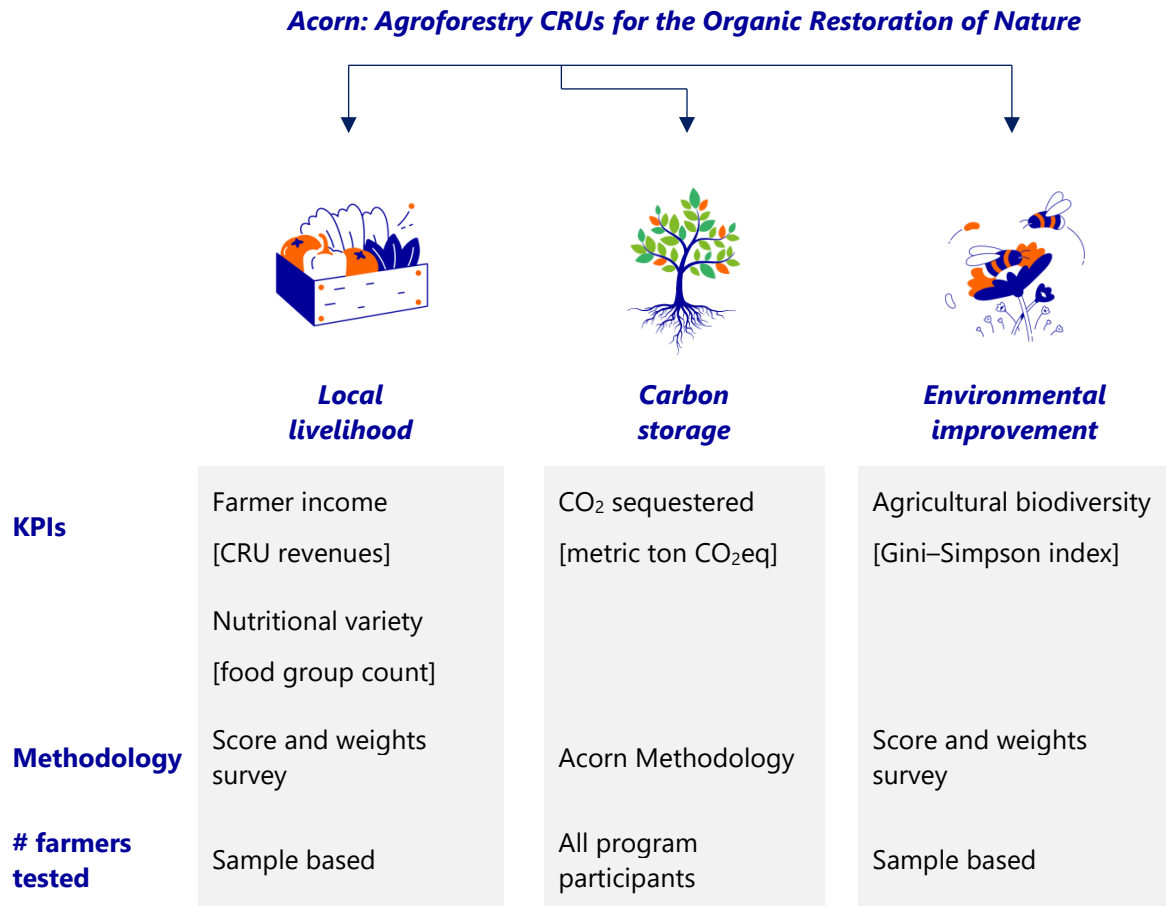 Acorn: Agroforestry CRUs for the Organic Restoration of Nature
Local
livelihood
Carbon
storage
Environmental
improvement
KPIs
Farmer income
[CRU revenues]
Nutritional variety
[food group count]
CO₂ sequestered
[metric ton CO₂eq]
Agricultural biodiversity
[Gini–Simpson index]
Methodology
Score and weights
survey
Acorn Methodology
Score and weights
survey
# farmers
tested
Sample based
All program
participants
Sample based